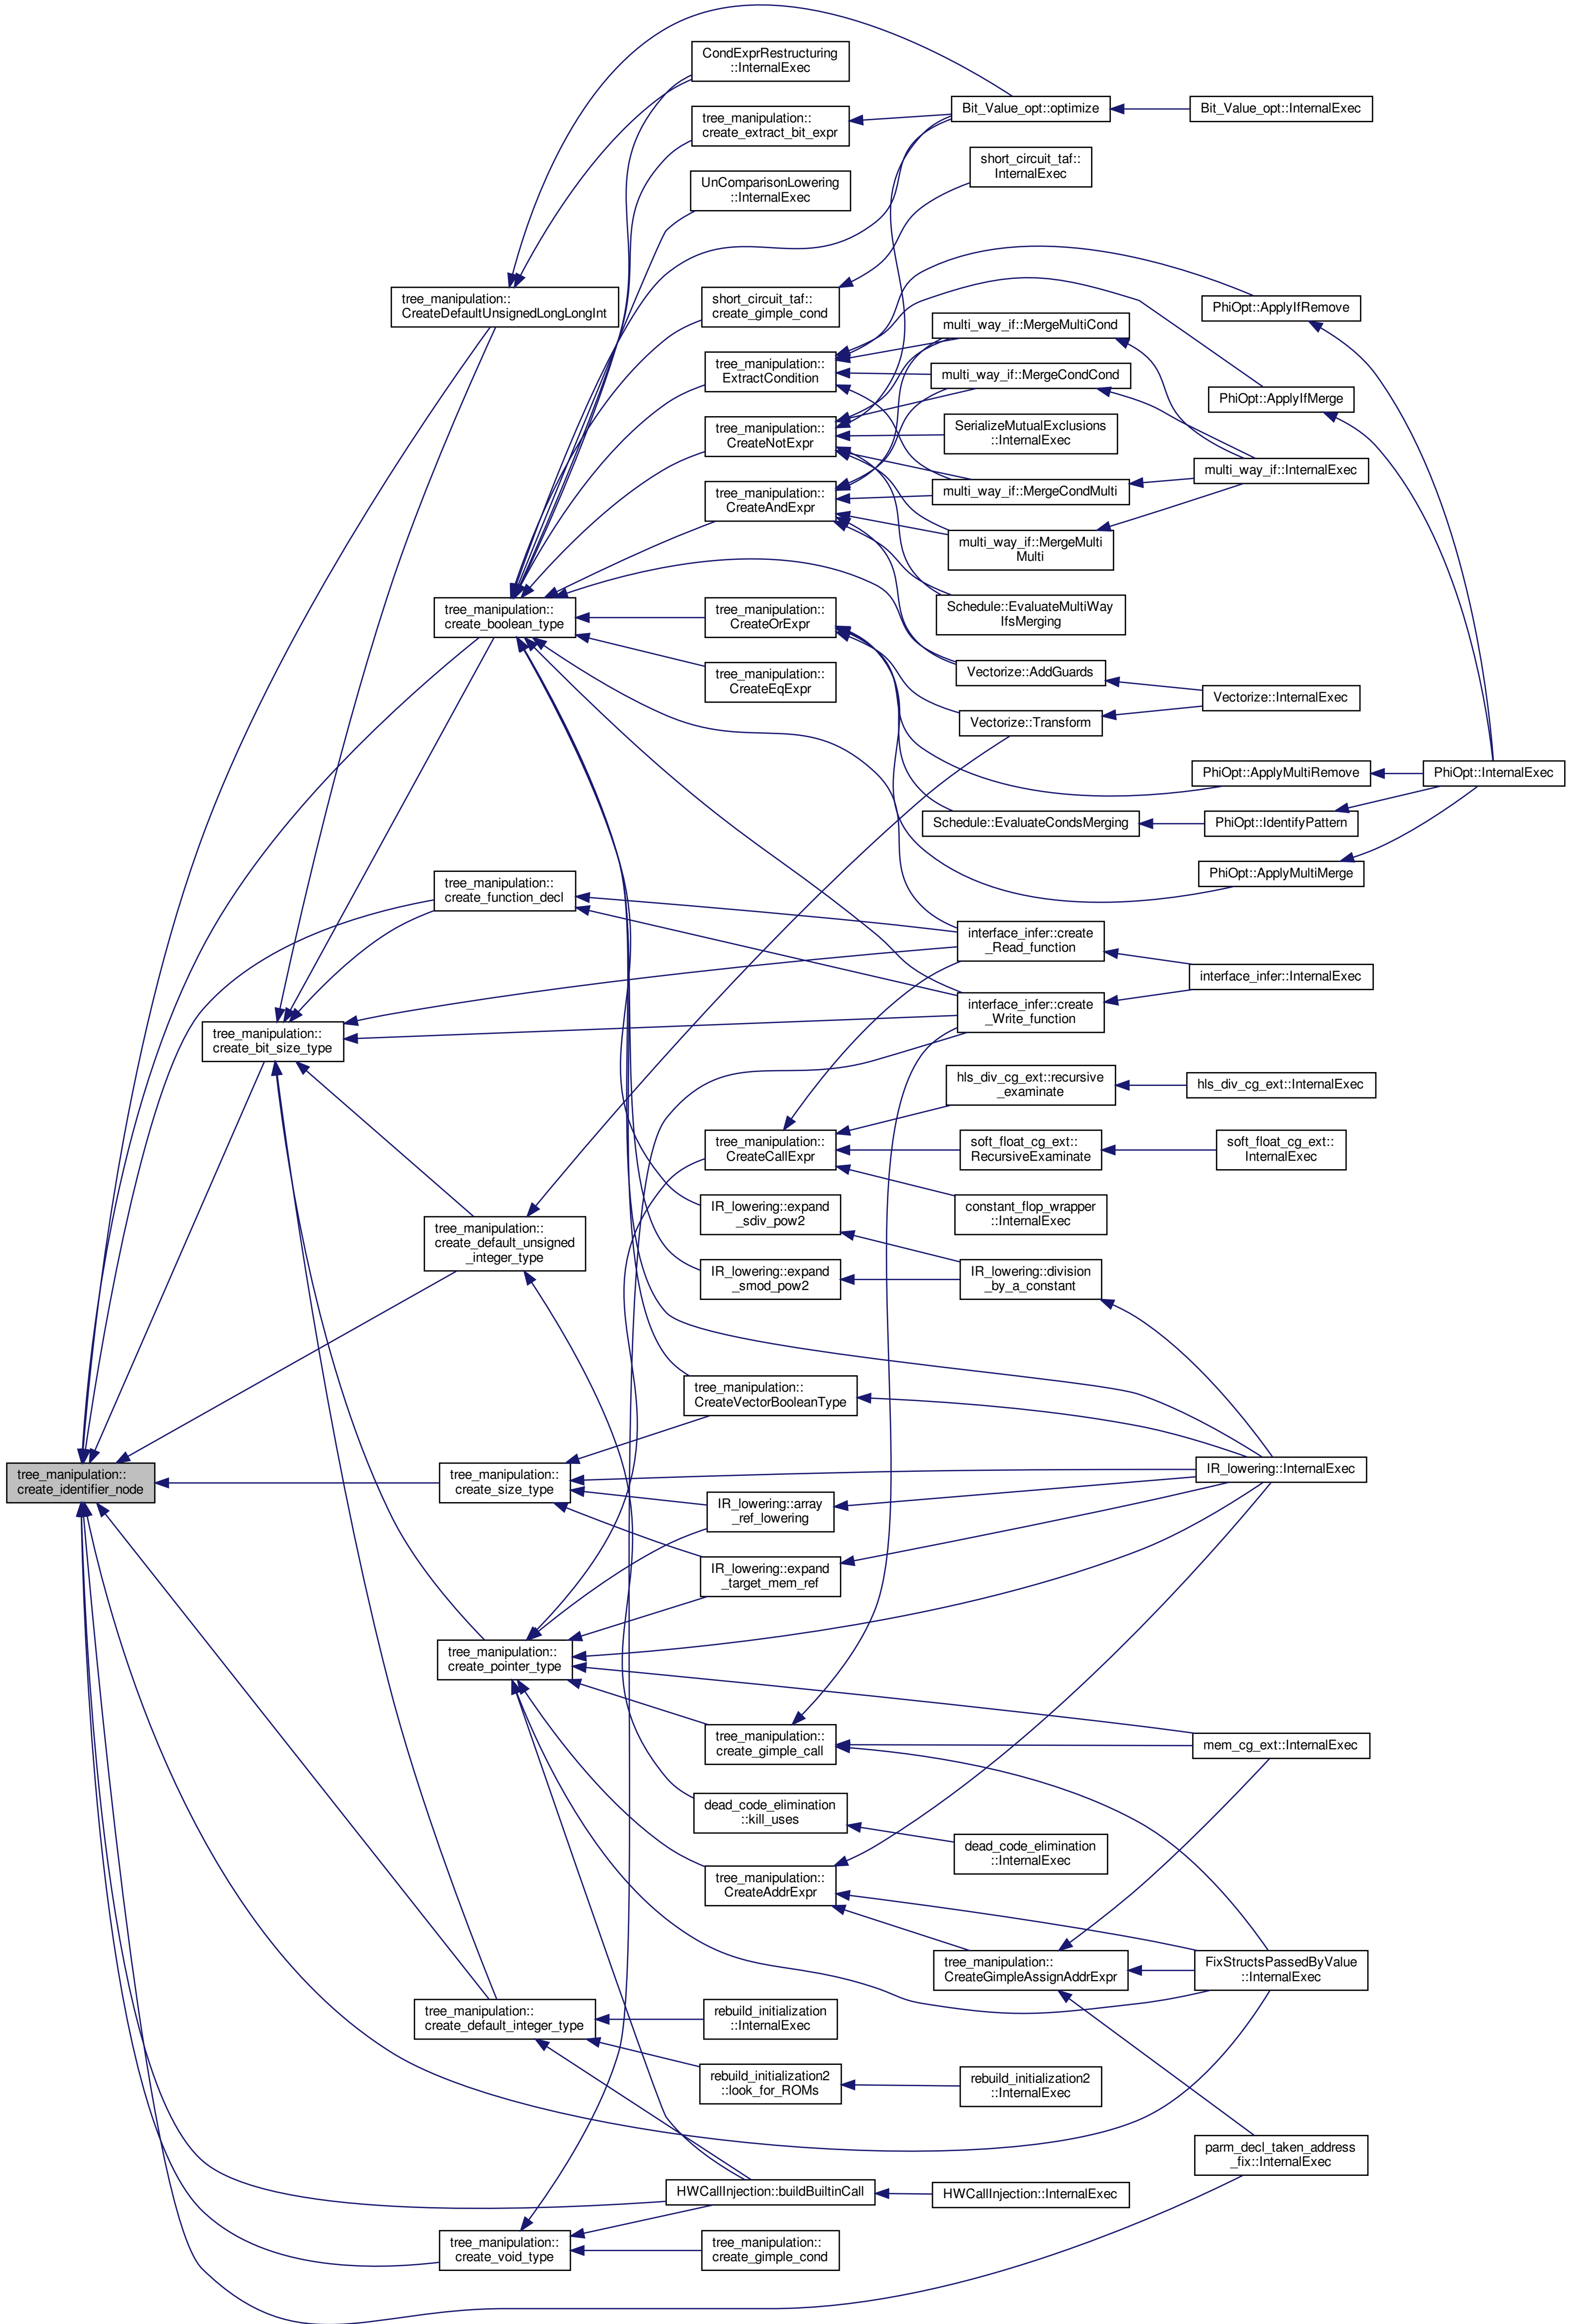 CondExprRestructuring
::InternalExec
Bit_Value_opt::optimize
Bit_Value_opt::InternalExec
tree_manipulation::
create_extract_bit_expr
short_circuit_taf::
InternalExec
UnComparisonLowering
::InternalExec
tree_manipulation::
CreateDefaultUnsignedLongLongInt
short_circuit_taf::
create_gimple_cond
PhiOpt::ApplyIfRemove
multi_way_if::MergeMultiCond
tree_manipulation::
ExtractCondition
multi_way_if::MergeCondCond
PhiOpt::ApplyIfMerge
tree_manipulation::
CreateNotExpr
SerializeMutualExclusions
::InternalExec
multi_way_if::InternalExec
tree_manipulation::
CreateAndExpr
multi_way_if::MergeCondMulti
multi_way_if::MergeMulti
Multi
tree_manipulation::
create_boolean_type
tree_manipulation::
CreateOrExpr
Schedule::EvaluateMultiWay
IfsMerging
tree_manipulation::
CreateEqExpr
Vectorize::AddGuards
Vectorize::InternalExec
Vectorize::Transform
PhiOpt::ApplyMultiRemove
PhiOpt::InternalExec
Schedule::EvaluateCondsMerging
PhiOpt::IdentifyPattern
PhiOpt::ApplyMultiMerge
tree_manipulation::
create_function_decl
interface_infer::create
_Read_function
interface_infer::InternalExec
interface_infer::create
_Write_function
tree_manipulation::
create_bit_size_type
hls_div_cg_ext::recursive
_examinate
hls_div_cg_ext::InternalExec
tree_manipulation::
CreateCallExpr
soft_float_cg_ext::
RecursiveExaminate
soft_float_cg_ext::
InternalExec
constant_flop_wrapper
::InternalExec
IR_lowering::expand
_sdiv_pow2
tree_manipulation::
create_default_unsigned
_integer_type
IR_lowering::expand
_smod_pow2
IR_lowering::division
_by_a_constant
tree_manipulation::
CreateVectorBooleanType
tree_manipulation::
create_identifier_node
tree_manipulation::
create_size_type
IR_lowering::InternalExec
IR_lowering::array
_ref_lowering
IR_lowering::expand
_target_mem_ref
tree_manipulation::
create_pointer_type
tree_manipulation::
create_gimple_call
mem_cg_ext::InternalExec
dead_code_elimination
::kill_uses
dead_code_elimination
::InternalExec
tree_manipulation::
CreateAddrExpr
tree_manipulation::
CreateGimpleAssignAddrExpr
FixStructsPassedByValue
::InternalExec
tree_manipulation::
create_default_integer_type
rebuild_initialization
::InternalExec
rebuild_initialization2
::look_for_ROMs
rebuild_initialization2
::InternalExec
parm_decl_taken_address
_fix::InternalExec
HWCallInjection::buildBuiltinCall
HWCallInjection::InternalExec
tree_manipulation::
create_void_type
tree_manipulation::
create_gimple_cond